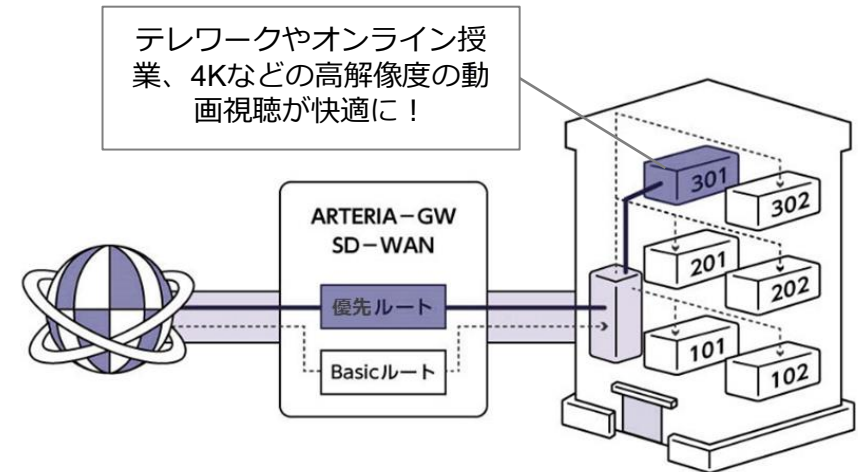 テレワークやオンライン授
業、4Kなどの高解像度の動
画視聴が快適に！
ARTERIA－GW
SD－WAN
優先ルート
Basicルート
301
302
201
202
101
102